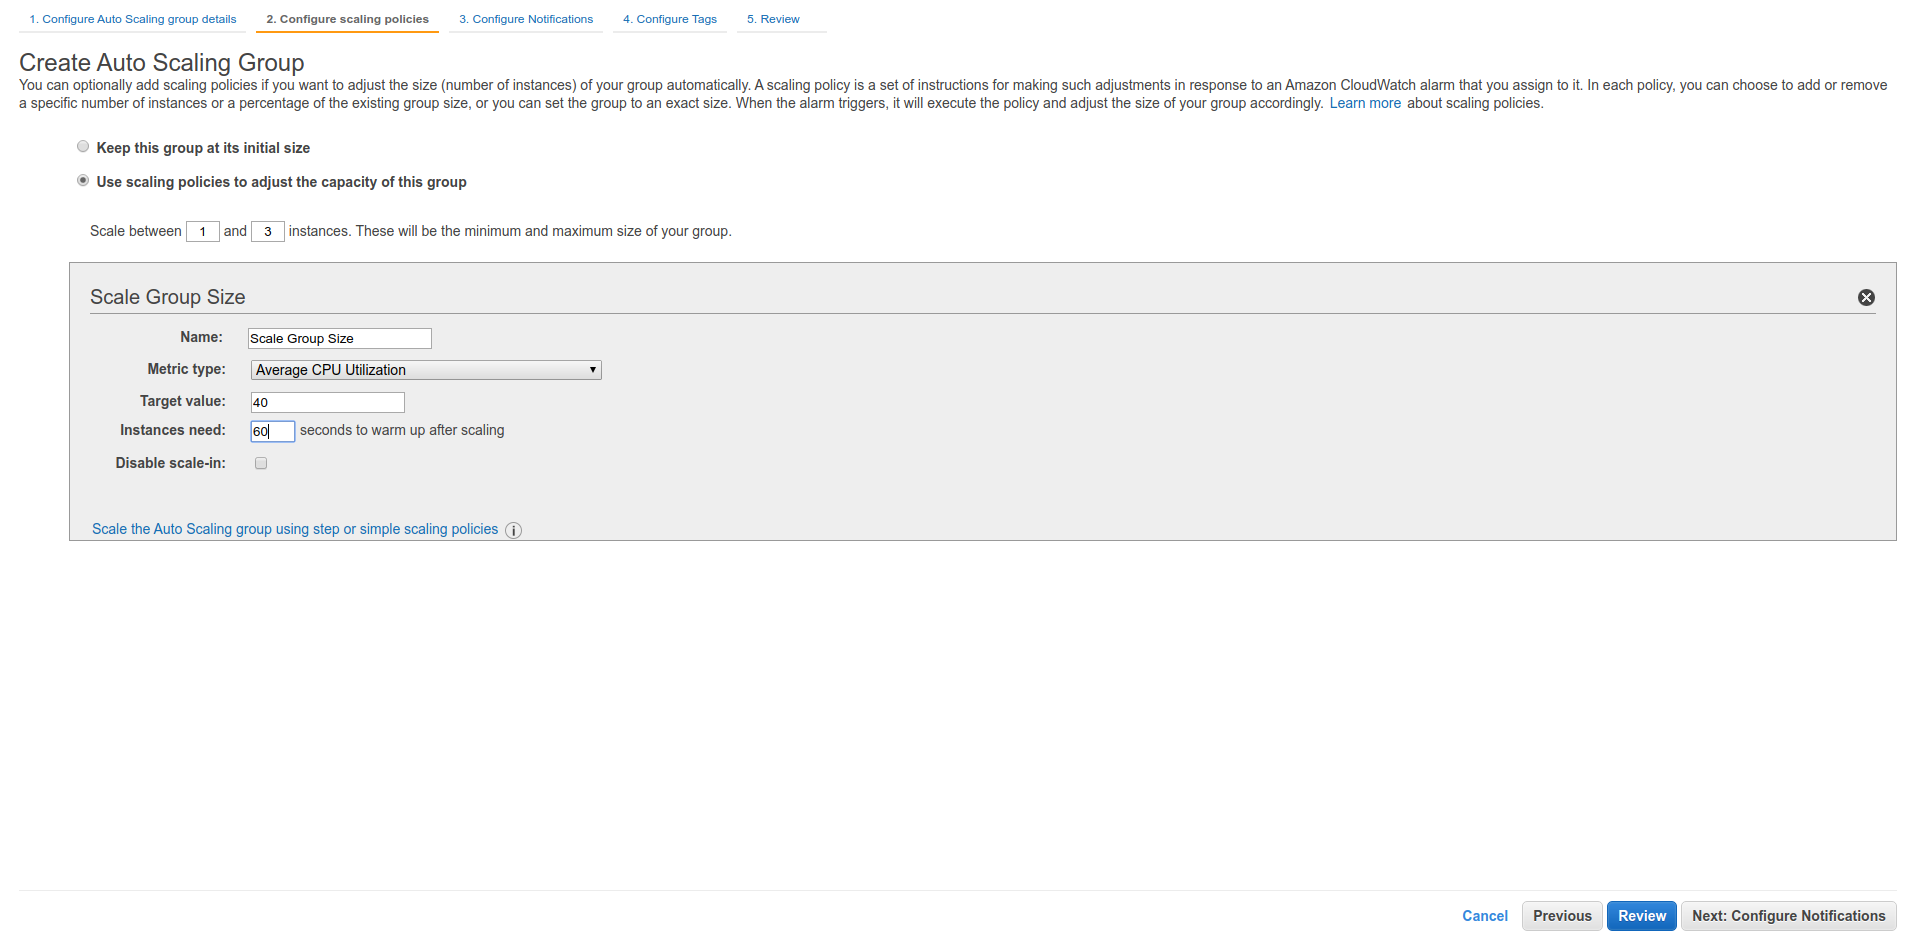 1. Configure Auto Scaling group details 2. Configure scaling policies 3. Configure Notifications 4. Configure Tags 5. Review
Create Auto Scaling Group
You can optionally add scaling policies if you want to adjust the size (number of instances) of your group automatically. A scaling policy is a set of instructions for making such adjustments in response to an Amazon CloudWatch alarm that you assign to it. In each policy, you can choose to add or remove
a specific number of instances or a percentage of the existing group size, or you can set the group to an exact size. When the alarm triggers, it will execute the policy and adjust the size of your group accordingly. Learn more about scaling policies.
Keep this group at its initial size
Use scaling policies to adjust the capacity of this group
Scale between 1 and 3 instances. These will be the minimum and maximum size of your group.
Scale Group Size
Name: Scale Group Size
Metric type: Average CPU Utilization
Target value: 40
Instances need: 60 seconds to warm up after scaling
Disable scale-in:
Scale the Auto Scaling group using step or simple scaling policies i
Cancel Previous Review Next: Configure Notifications